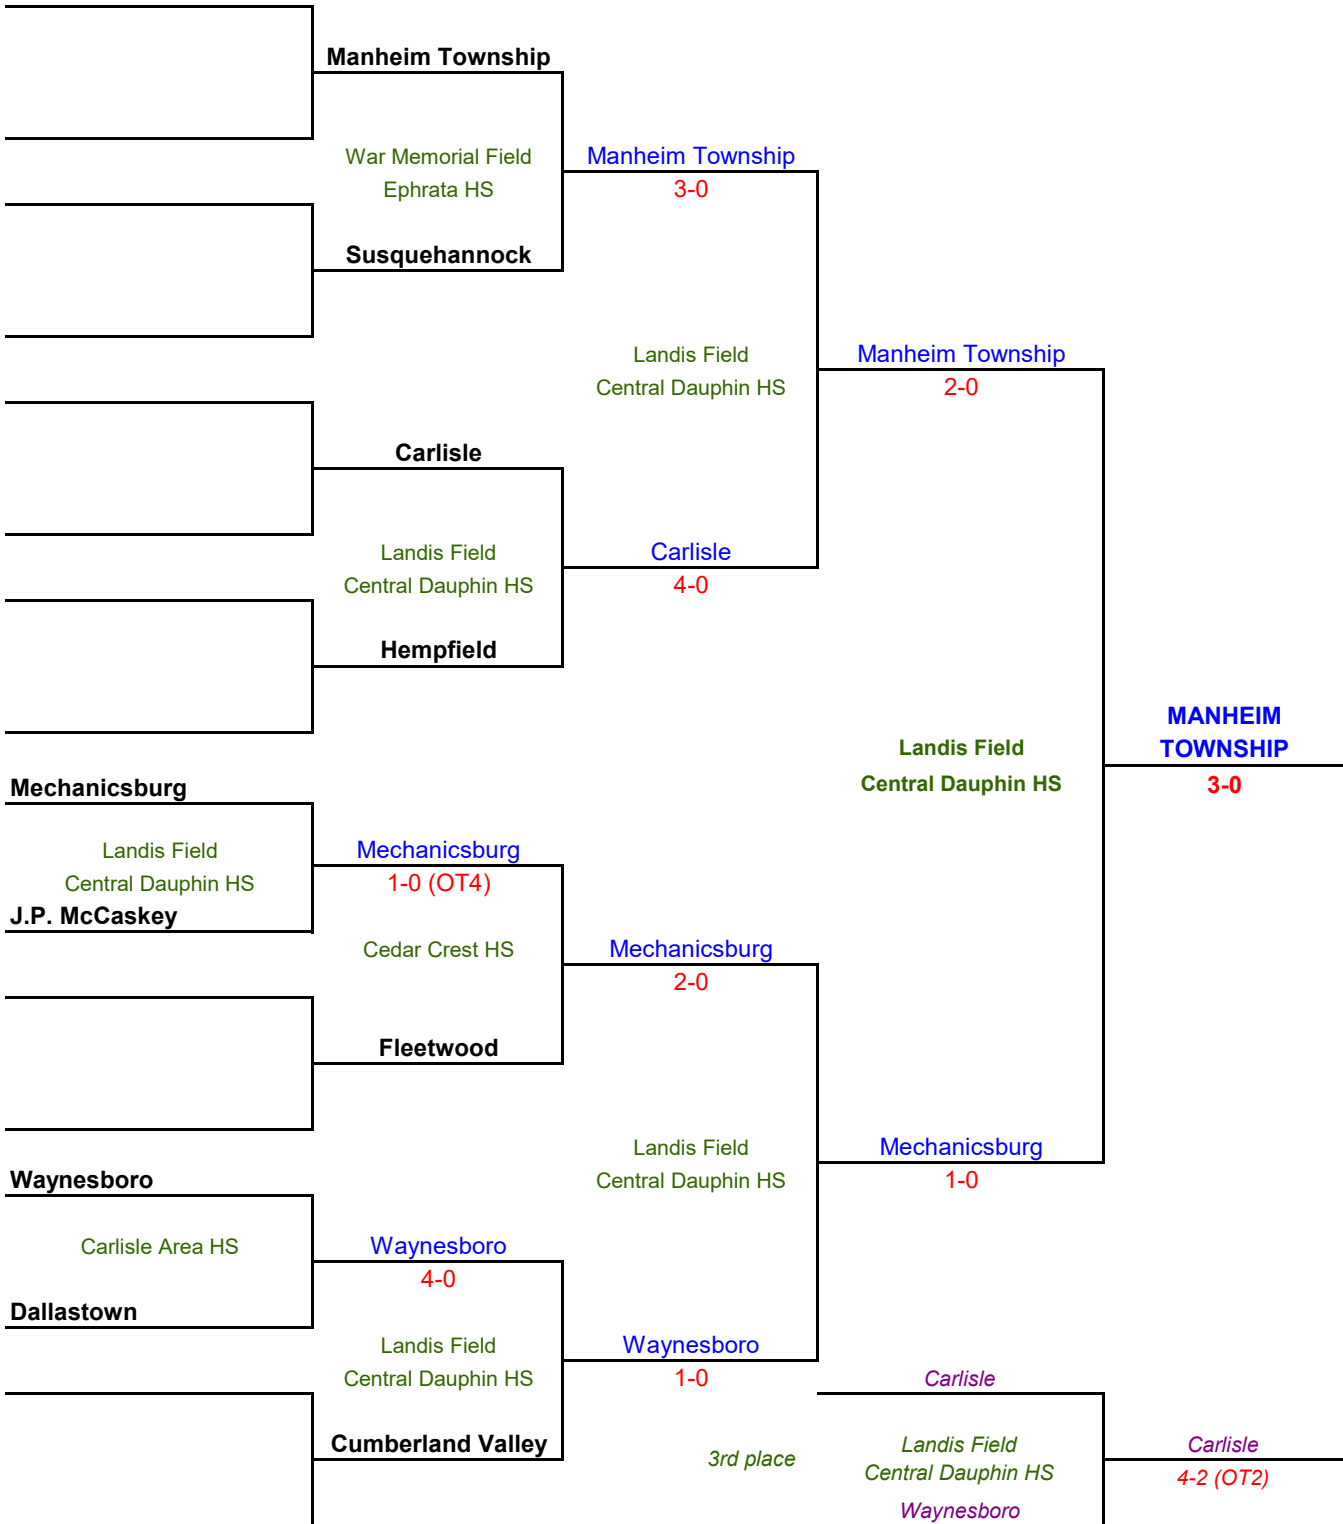 Manheim Township
War Memorial Field
Ephrata HS
Manheim Township
3-0
Susquehannock
Landis Field
Central Dauphin HS
Manheim Township
2-0
Carlisle
Landis Field
Central Dauphin HS
Carlisle
4-0
Hempfield
Landis Field
Central Dauphin HS
MANHEIM
TOWNSHIP
3-0
Mechanicsburg
Landis Field
Central Dauphin HS
J.P. McCaskey
Mechanicsburg
1-0 (OT4)
Cedar Crest HS
Mechanicsburg
2-0
Fleetwood
Landis Field
Central Dauphin HS
Mechanicsburg
1-0
Waynesboro
Carlisle Area HS
Dallastown
Waynesboro
4-0
Landis Field
Central Dauphin HS
Waynesboro
1-0
Cumberland Valley
3rd place
Carlisle
Landis Field
Central Dauphin HS
Waynesboro
Carlisle
4-2 (OT2)